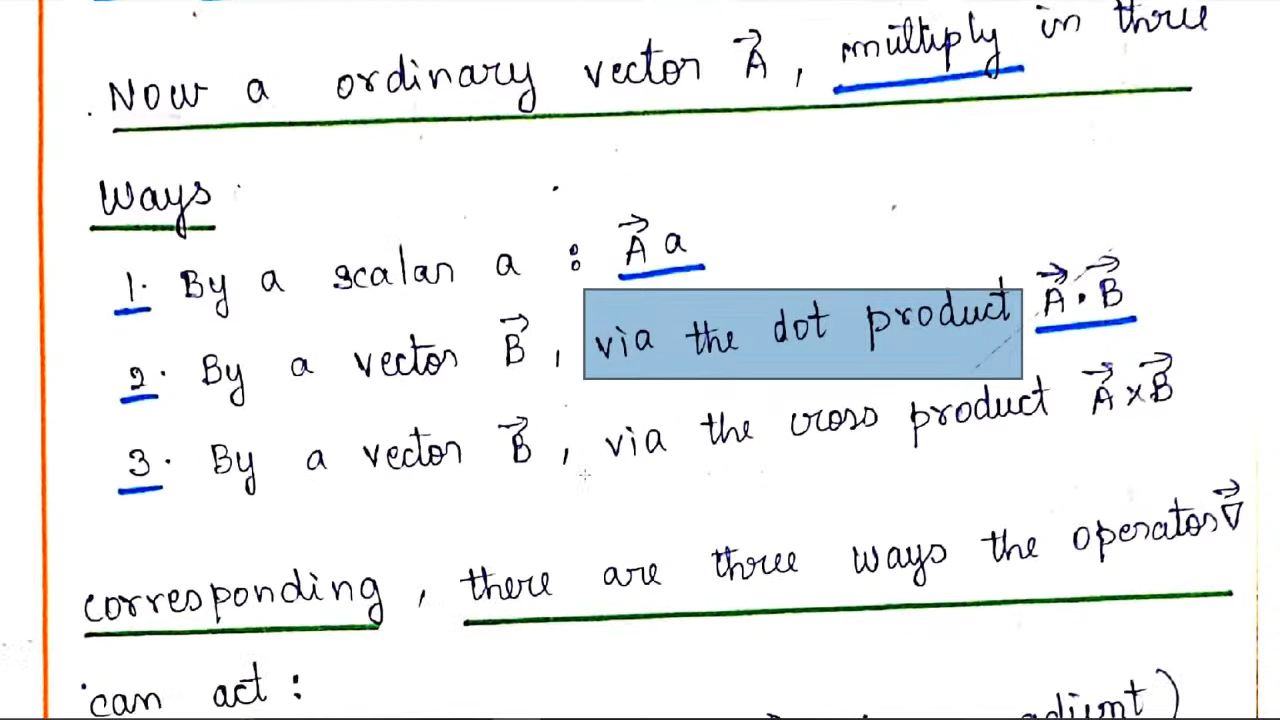 Now a ordinary vector A⃗, multiply in three
Ways
1. By a scalar a : A⃗ a
2. By a vector B⃗, via the dot product A⃗ · B⃗
3. By a vector B⃗, via the cross product A⃗ × B⃗
corresponding, there are three ways the operator ∇⃗
can act :